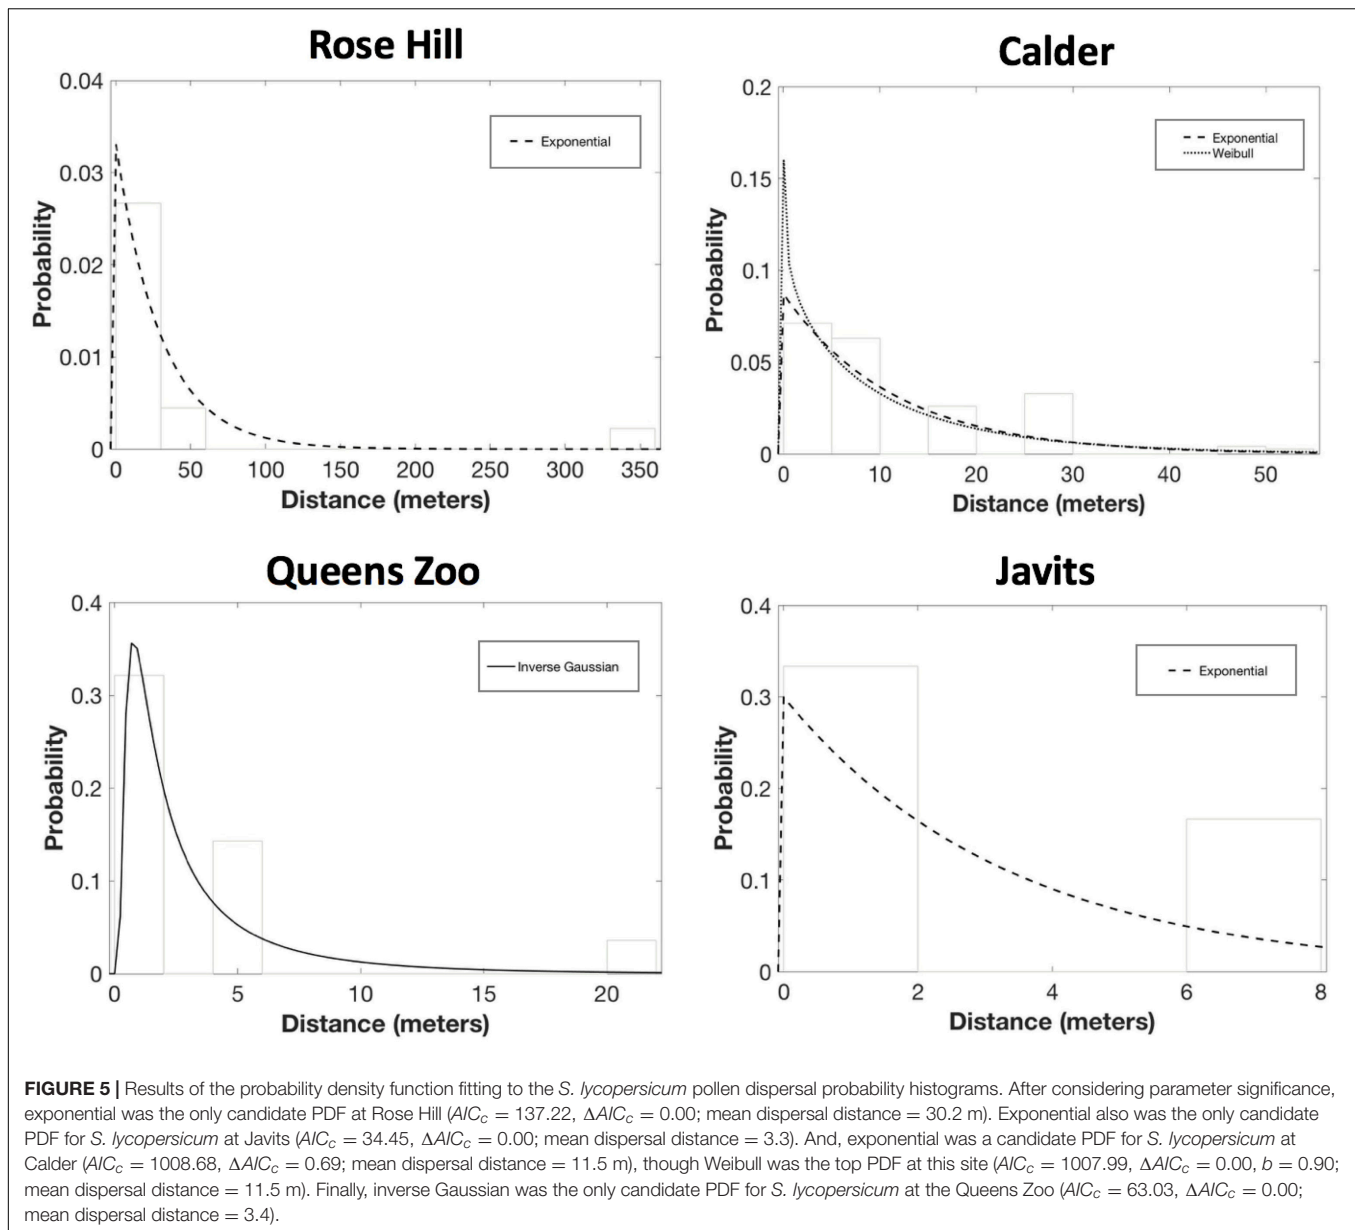 Rose Hill
0.04
0.03
0.02
0.01
0
Probability
Exponential
0 50 100 150 200 250 300 350
Distance (meters)
Calder
0.2
0.15
0.1
0.05
0
Probability
Exponential
Weibull
0 10 20 30 40 50
Distance (meters)
Queens Zoo
0.4
0.3
0.2
0.1
0
Probability
Inverse Gaussian
0 5 10 15 20
Distance (meters)
Javits
0.4
0.3
0.2
0.1
0
Probability
Exponential
0 2 4 6 8
Distance (meters)
FIGURE 5 | Results of the probability density function fitting to the S. lycopersicum pollen dispersal probability histograms. After considering parameter significance,
exponential was the only candidate PDF at Rose Hill (AICc = 137.22, ΔAICc = 0.00; mean dispersal distance = 30.2 m). Exponential also was the only candidate
PDF for S. lycopersicum at Javits (AICc = 34.45, ΔAICc = 0.00; mean dispersal distance = 3.3). And, exponential was a candidate PDF for S. lycopersicum at
Calder (AICc = 1008.68, ΔAICc = 0.69; mean dispersal distance = 11.5 m), though Weibull was the top PDF at this site (AICc = 1007.99, ΔAICc = 0.00, b = 0.90;
mean dispersal distance = 11.5 m). Finally, inverse Gaussian was the only candidate PDF for S. lycopersicum at the Queens Zoo (AICc = 63.03, ΔAICc = 0.00;
mean dispersal distance = 3.4).